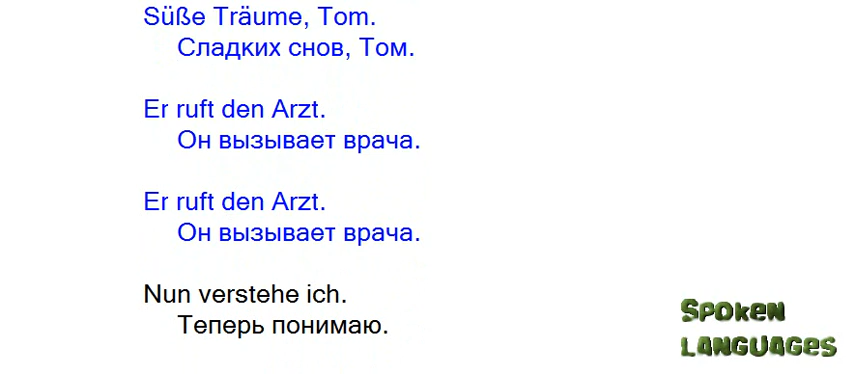 Süße Träume, Tom.
Сладких снов, Том.
Er ruft den Arzt.
Он вызывает врача.
Er ruft den Arzt.
Он вызывает врача.
Nun verstehe ich.
Теперь понимаю.
Spoken
Languages